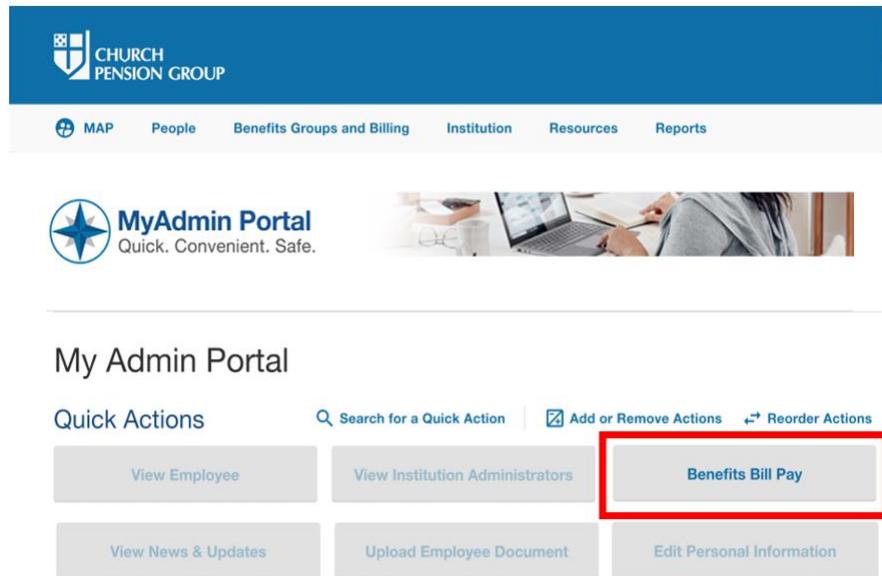 CHURCH
PENSION GROUP
MAP People Benefits Groups and Billing Institution Resources Reports
MyAdmin Portal
Quick. Convenient. Safe.
My Admin Portal
Quick Actions Search for a Quick Action Add or Remove Actions Reorder Actions
View Employee View Institution Administrators Benefits Bill Pay
View News & Updates Upload Employee Document Edit Personal Information